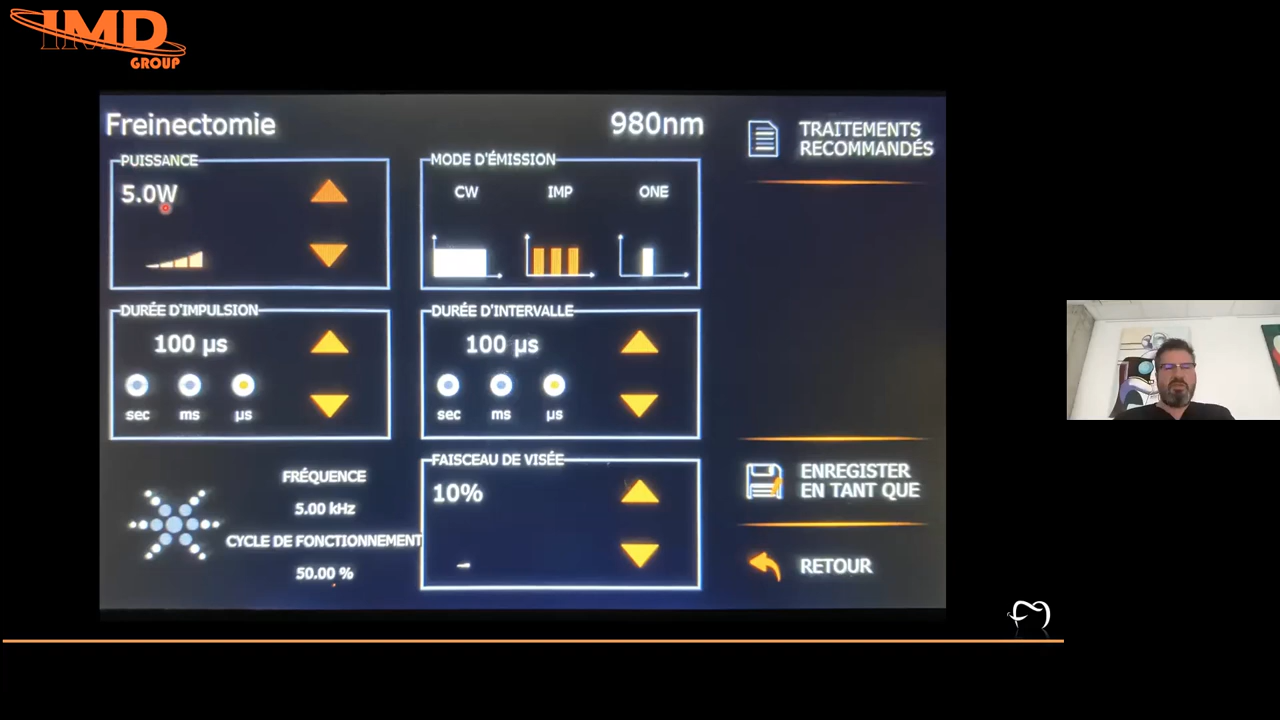 IMD
GROUP
Freinectomie
980nm
TRAITEMENTS
RECOMMANDÉS
PUISSANCE
5.0W
MODE D'ÉMISSION
CW
IMP
ONE
DURÉE D'IMPULSION
100 µs
sec
ms
µs
DURÉE D'INTERVALLE
100 µs
sec
ms
µs
FRÉQUENCE
5.00 kHz
CYCLE DE FONCTIONNEMENT
50.00 %
FAISCEAU DE VISÉE
10%
ENREGISTER
EN TANT QUE
RETOUR